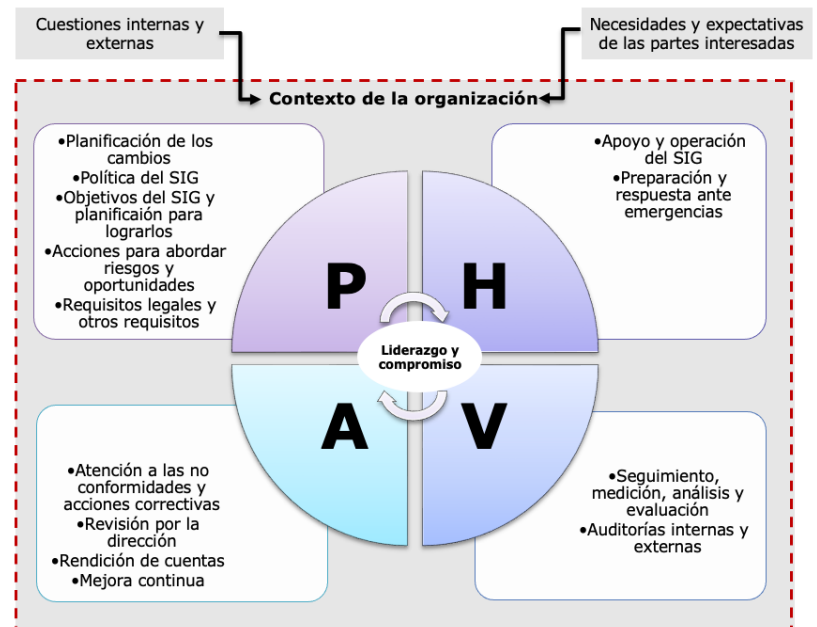 Cuestiones internas y
externas
Necesidades y expectativas
de las partes interesadas
Contexto de la organización
•Planificación de los
cambios
•Política del SIG
•Objetivos del SIG y
planificaión para
lograrlos
•Acciones para abordar
riesgos y
oportunidades
•Requisitos legales y
otros requisitos
•Apoyo y operación
del SIG
•Preparación y
respuesta ante
emergencias
P
H
Liderazgo y
compromiso
A
V
•Atención a las no
conformidades y
acciones correctivas
•Revisión por la
dirección
•Rendición de cuentas
•Mejora continua
•Seguimiento,
medición, análisis y
evaluación
•Auditorías internas y
externas